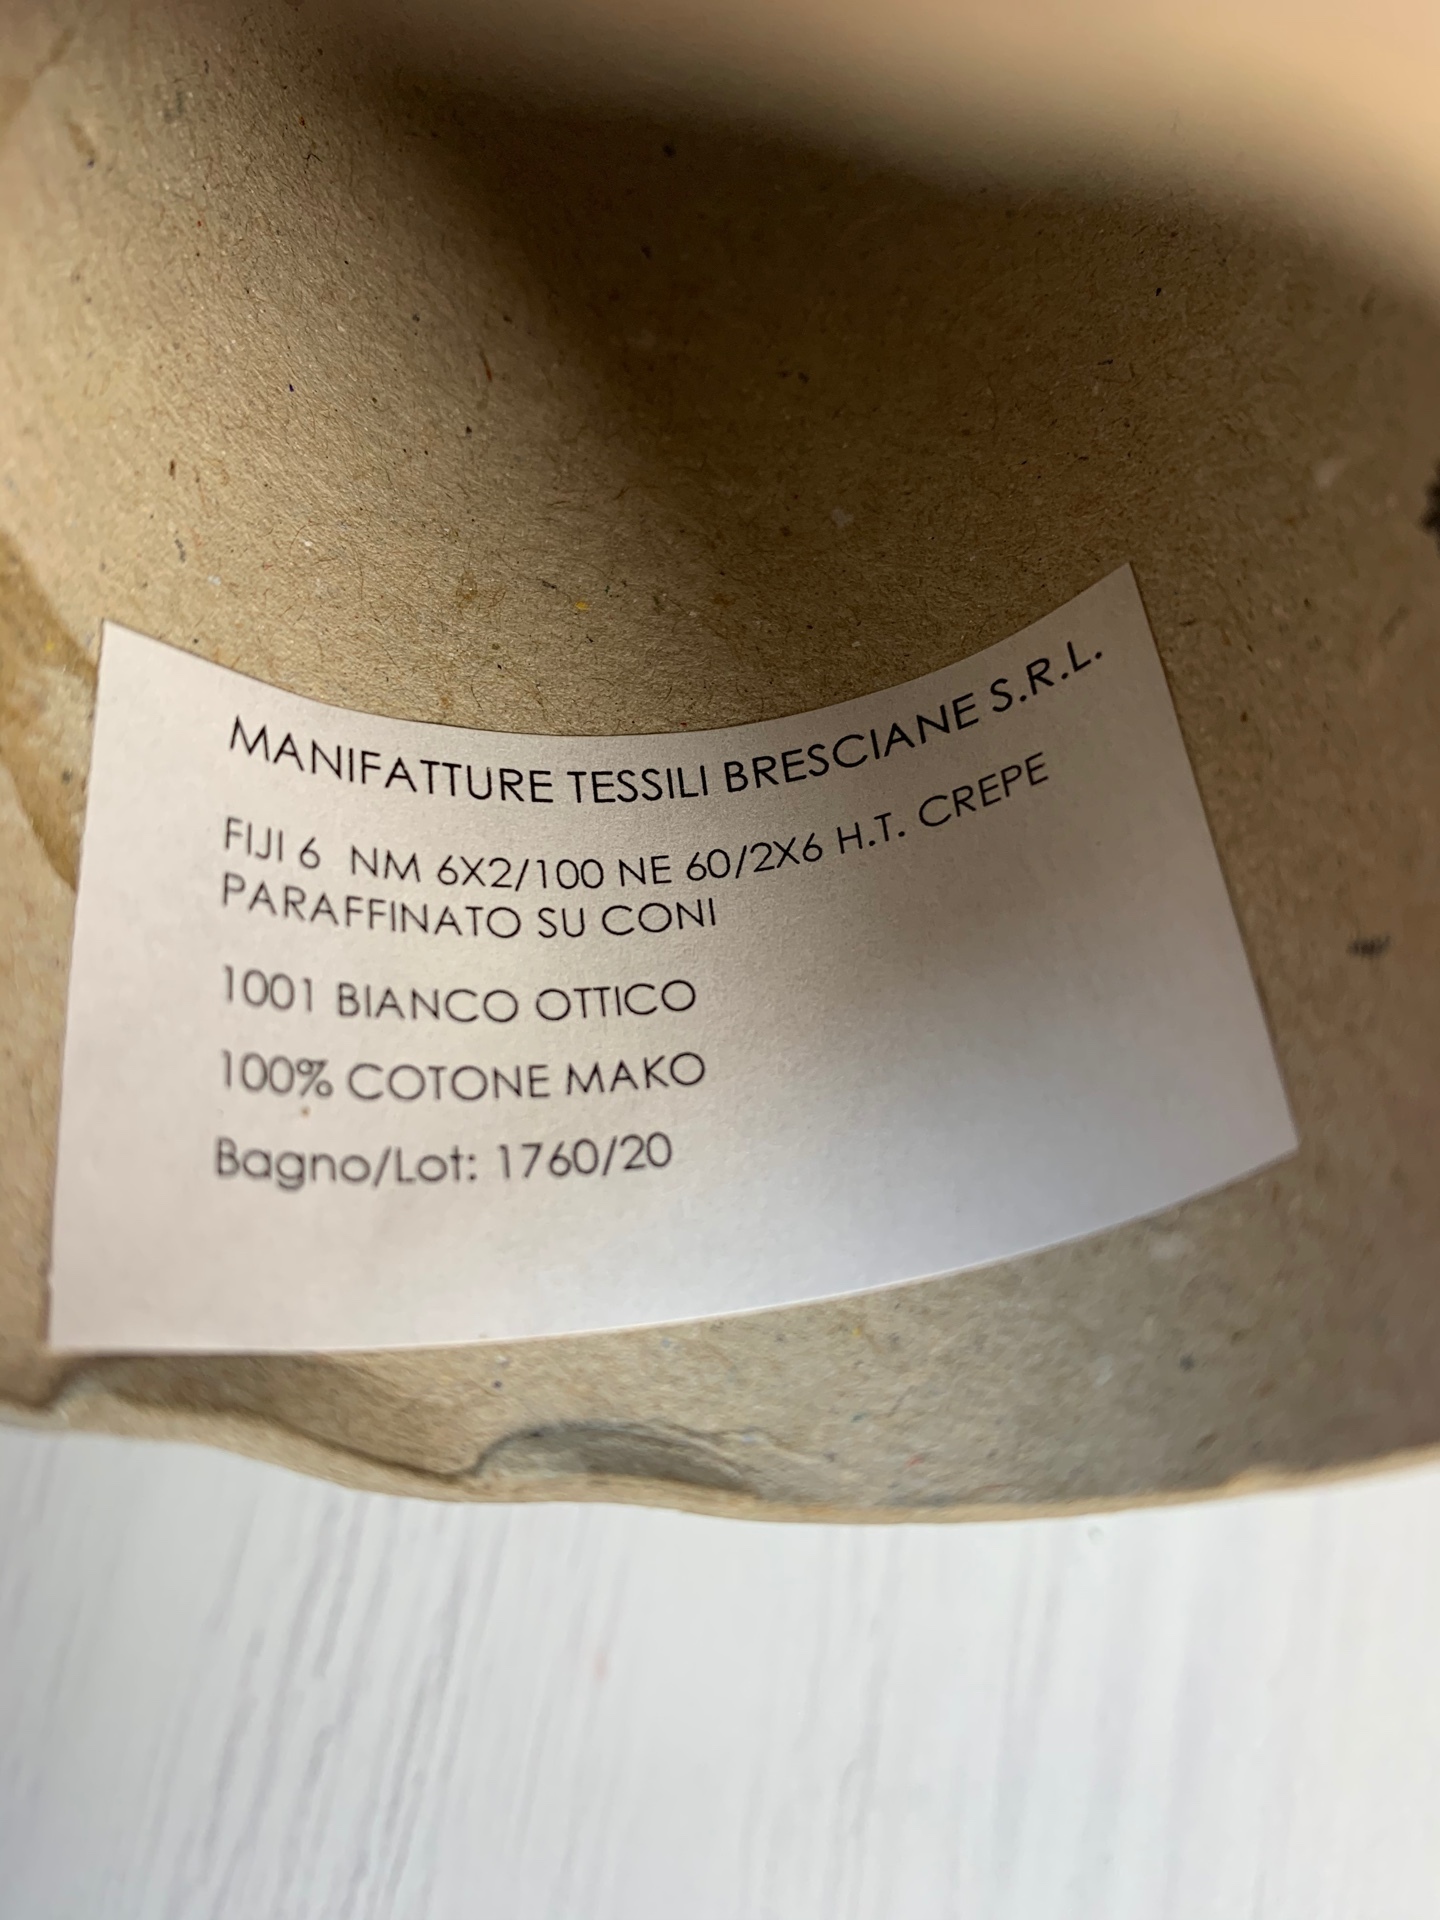 MANIFATTURE TESSILI BRESCIANE S.R.L.
FIJI 6 NM 6X2/100 NE 60/2X6 H.T. CREPE
PARAFFINATO SU CONI
1001 BIANCO OTTICO
100% COTONE MAKO
Bagno/Lot: 1760/20